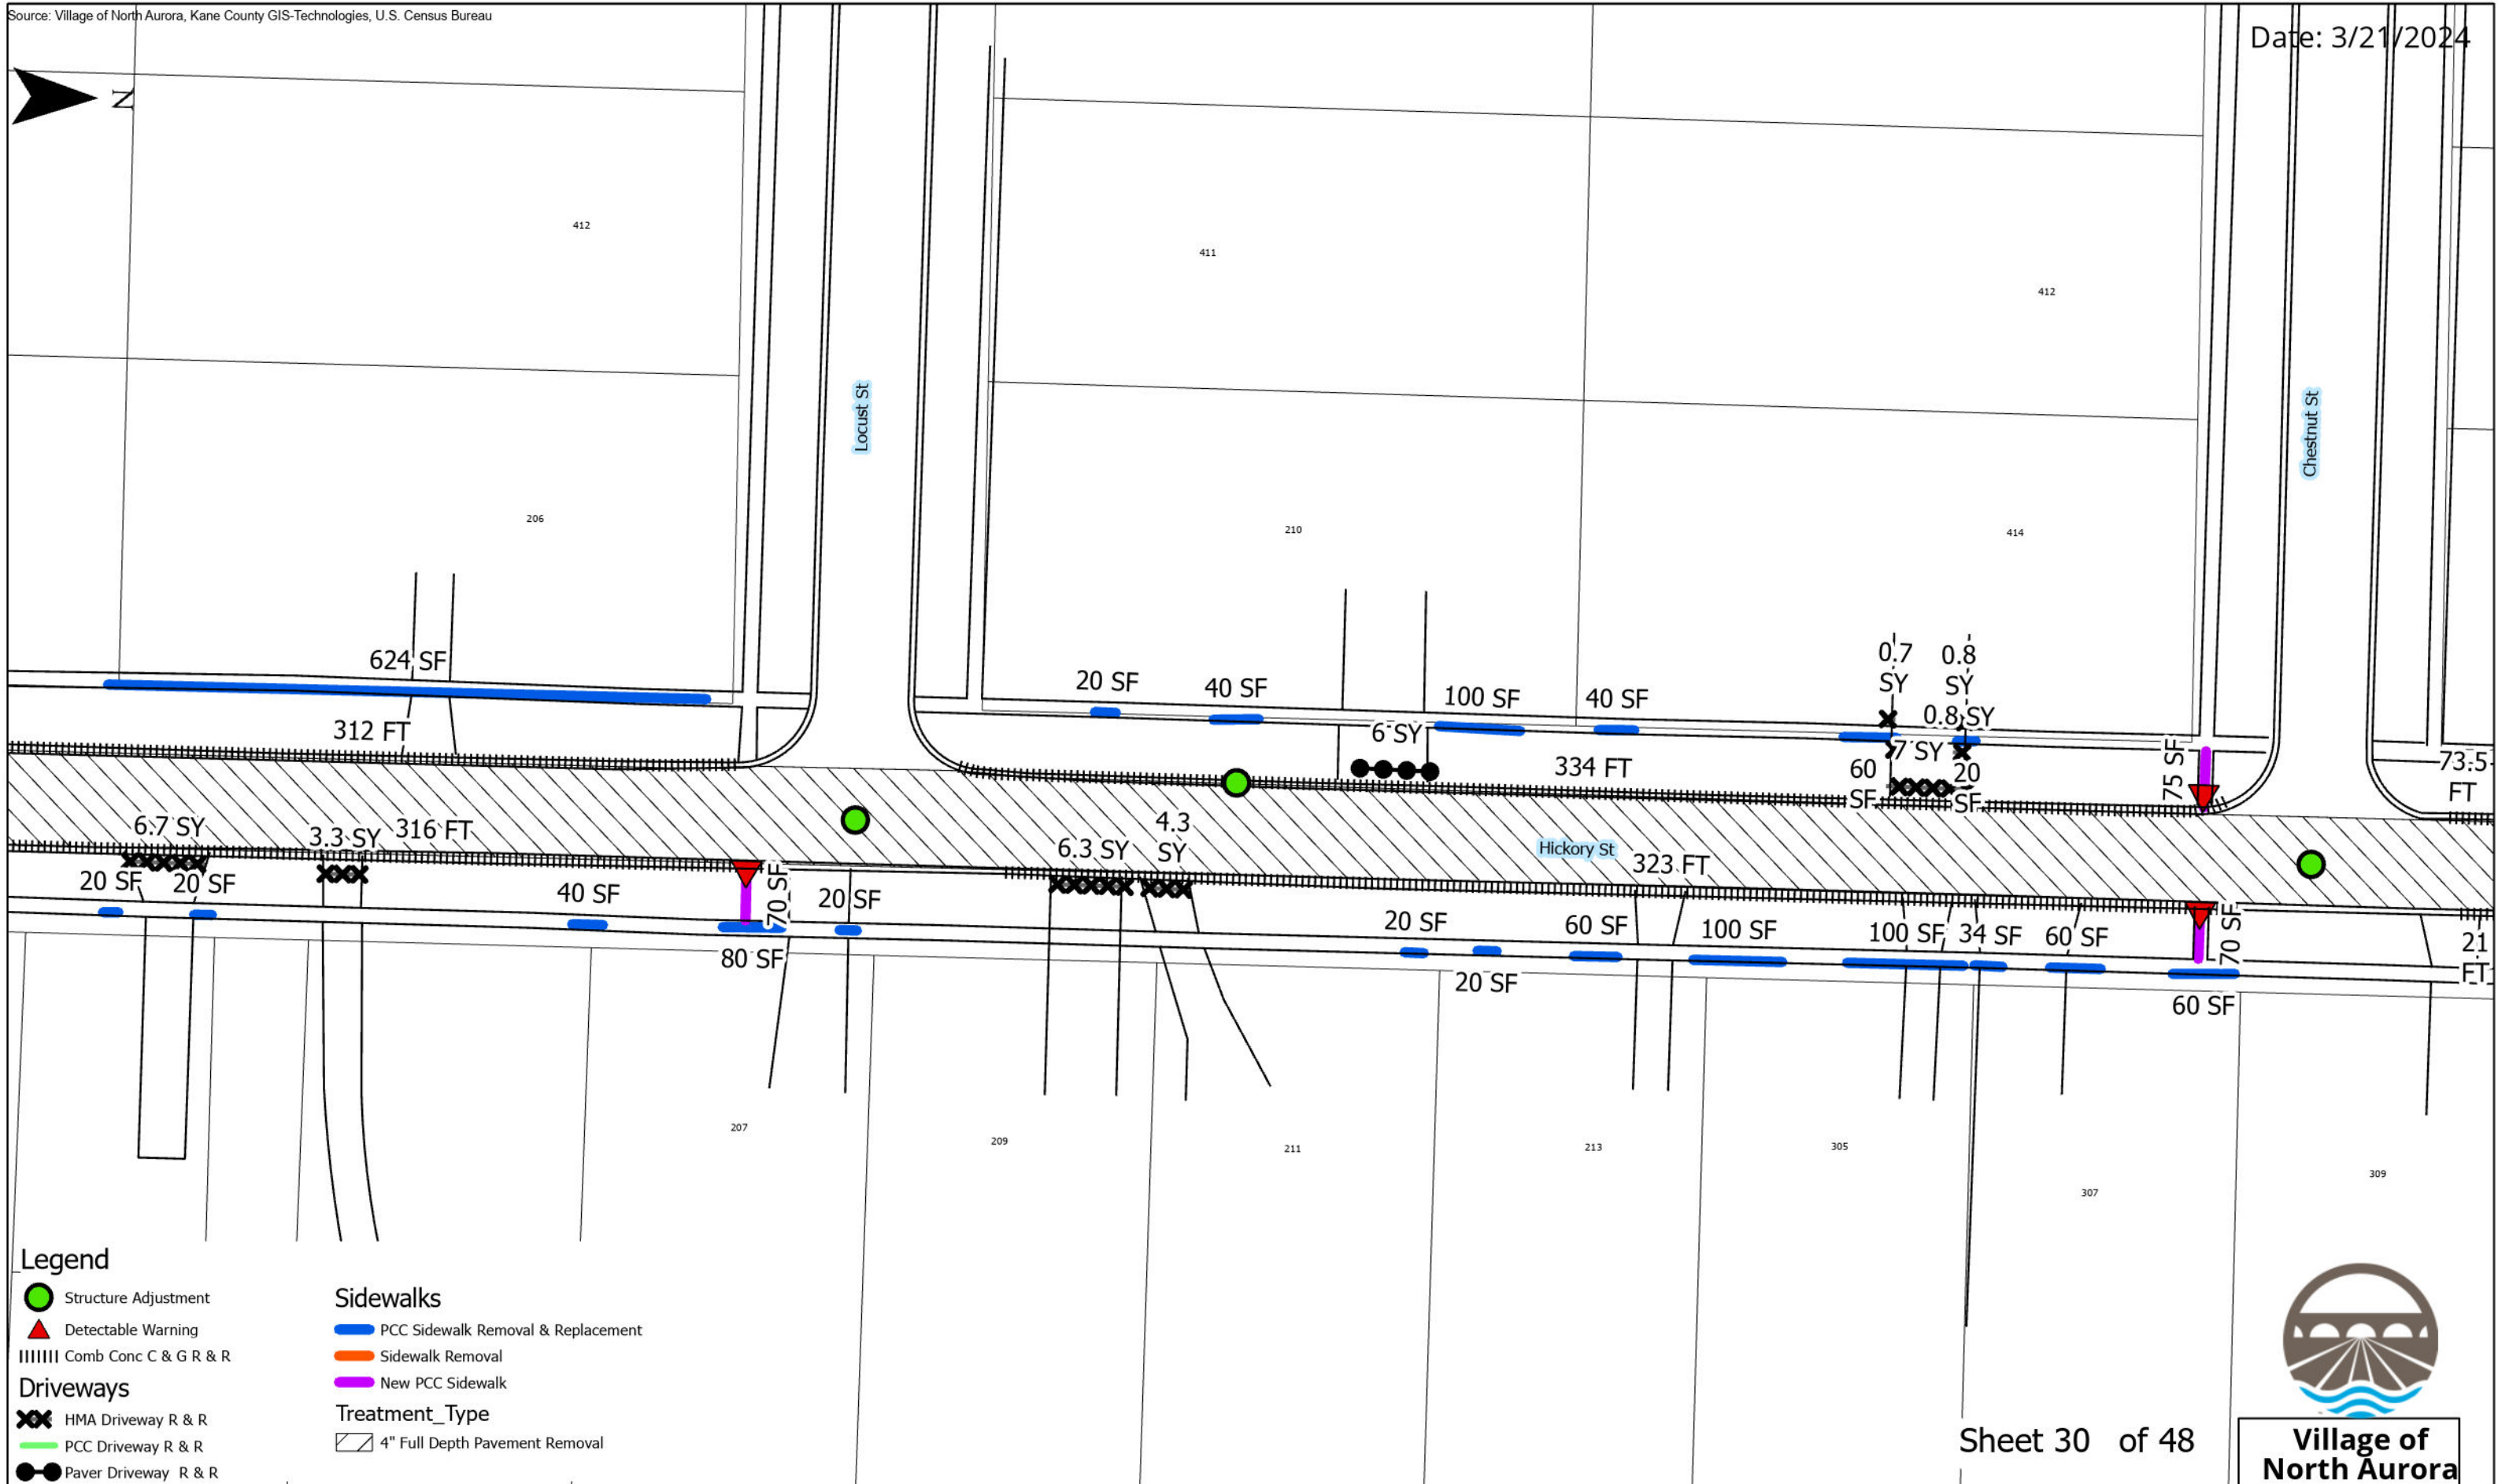 Source: Village of North Aurora, Kane County GIS-Technologies, U.S. Census Bureau
Date: 3/21/2024
N
412
411
412
Locust St
Chestnut St
206
210
414
624 SF
312 FT
20 SF
40 SF
6 SY
100 SF
40 SF
334 FT
0.7
SY
0.8
SY
0.8 SY
7 SY
60
SF
20
SF
75 SF
73.5
FT
6.7 SY
3.3 SY
316 FT
6.3 SY
4.3
SY
Hickory St
323 FT
20 SF
20 SF
40 SF
70 SF
80 SF
20 SF
20 SF
20 SF
60 SF
100 SF
100 SF
34 SF
60 SF
70 SF
60 SF
21
FT
207
209
211
213
305
307
309
Legend
Structure Adjustment
Detectable Warning
Comb Conc C & G R & R
Driveways
HMA Driveway R & R
PCC Driveway R & R
Paver Driveway R & R
Sidewalks
PCC Sidewalk Removal & Replacement
Sidewalk Removal
New PCC Sidewalk
Treatment_Type
4" Full Depth Pavement Removal
Sheet 30 of 48
Village of
North Aurora